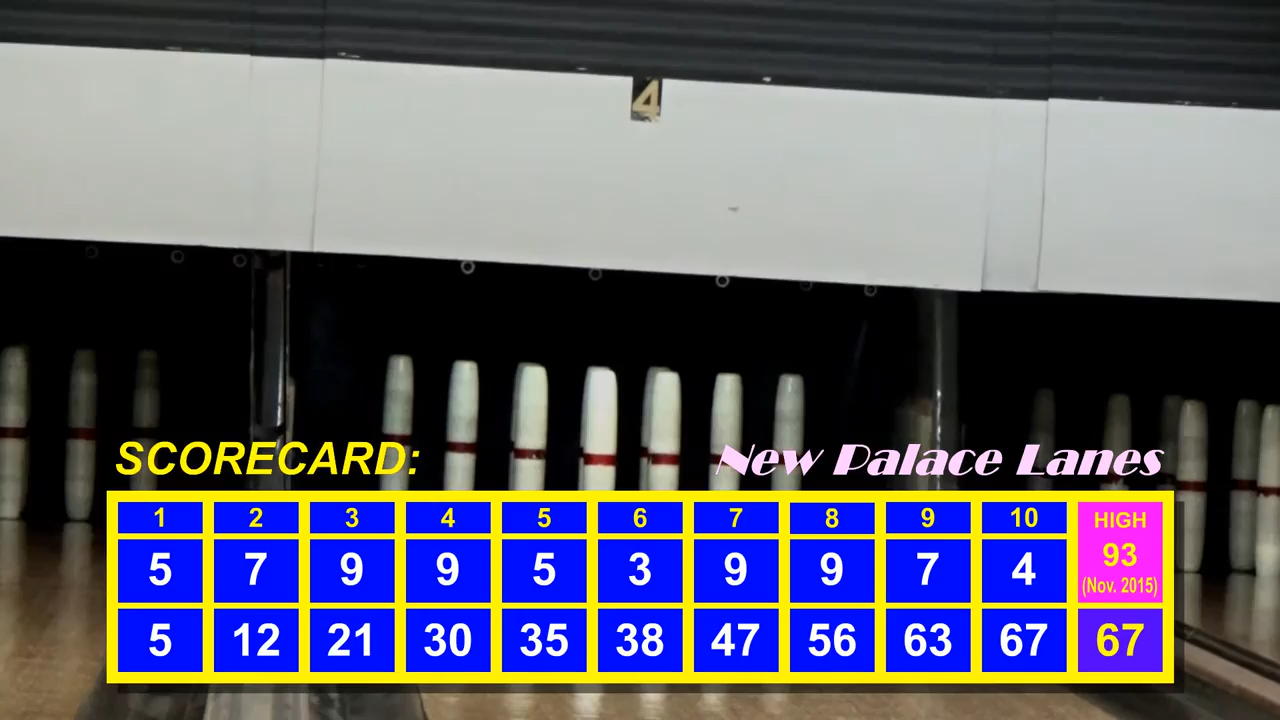 4
SCORECARD: New Palace Lanes
1 2 3 4 5 6 7 8 9 10 HIGH
5 7 9 9 5 3 9 9 7 4 93
(Nov. 2015)
5 12 21 30 35 38 47 56 63 67 67